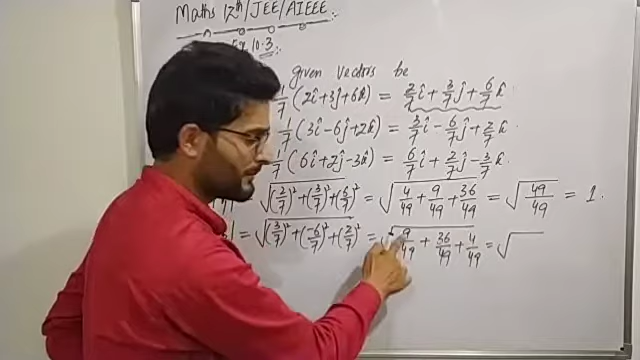 Maths 12th/JEE/AIEEE:
Ex 10.3
given vectors be
1/7 (2î+3ĵ+6k̂) = 2/7 î + 3/7 ĵ + 6/7 k̂
1/7 (3î-6ĵ+2k̂) = 3/7 î - 6/7 ĵ + 2/7 k̂
1/7 (6î+2ĵ-3k̂) = 6/7 î + 2/7 ĵ - 3/7 k̂
√((2/7)² + (3/7)² + (6/7)²) = √(4/49 + 9/49 + 36/49) = √(49/49) = 1.
= √((3/7)² + (-6/7)² + (2/7)²) = √(9/49 + 36/49 + 4/49) = √